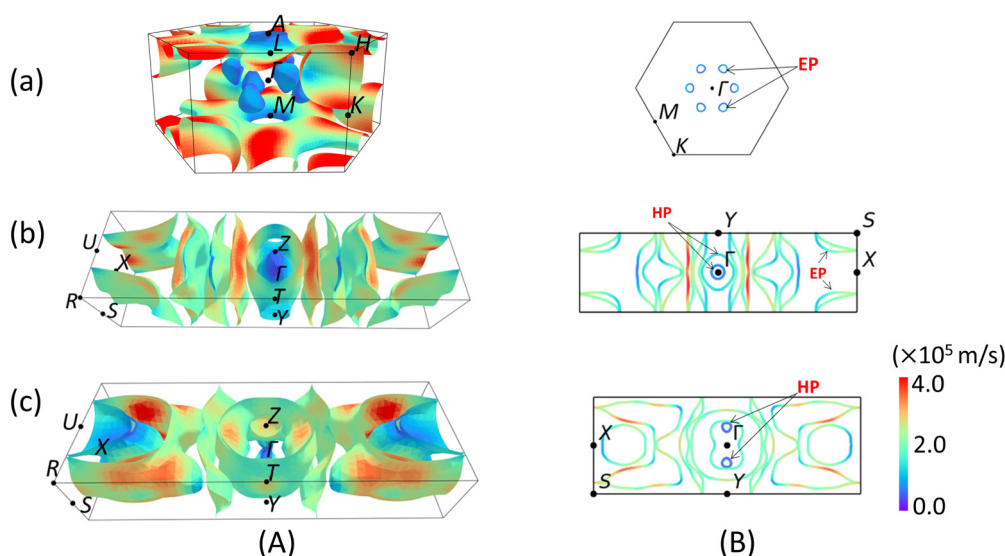 (a)
A
L
H
Γ
M
K
EP
Γ
M
K
(b)
U
X
R
S
Z
Γ
T
Y
HP
Y
S
Γ
X
EP
(c)
U
X
R
S
Z
Γ
T
Y
HP
X
Γ
S
Y
(×10⁵ m/s)
4.0
2.0
0.0
(A)
(B)